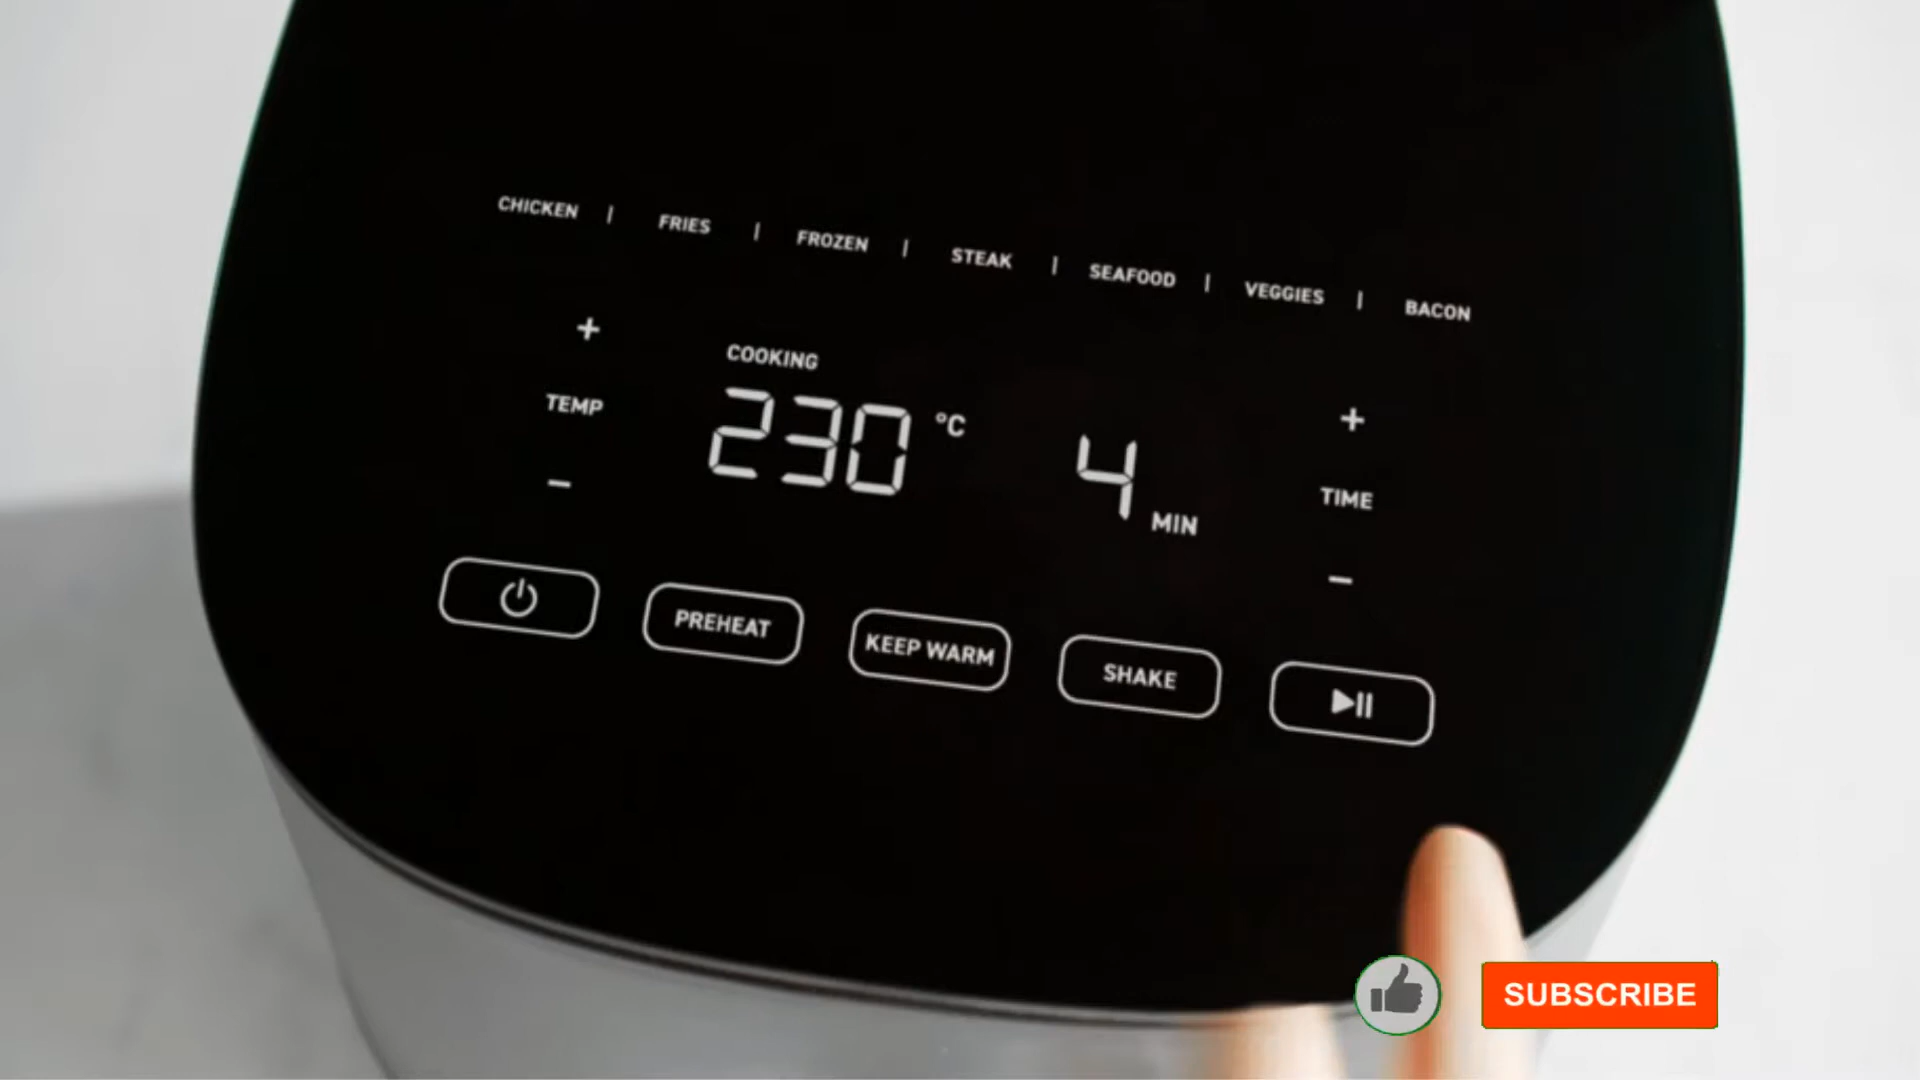 CHICKEN | FRIES | FROZEN | STEAK | SEAFOOD | VEGGIES | BACON
+
COOKING
TEMP 230 °C 4 MIN
+
TIME
-
-
PREHEAT KEEP WARM SHAKE
SUBSCRIBE